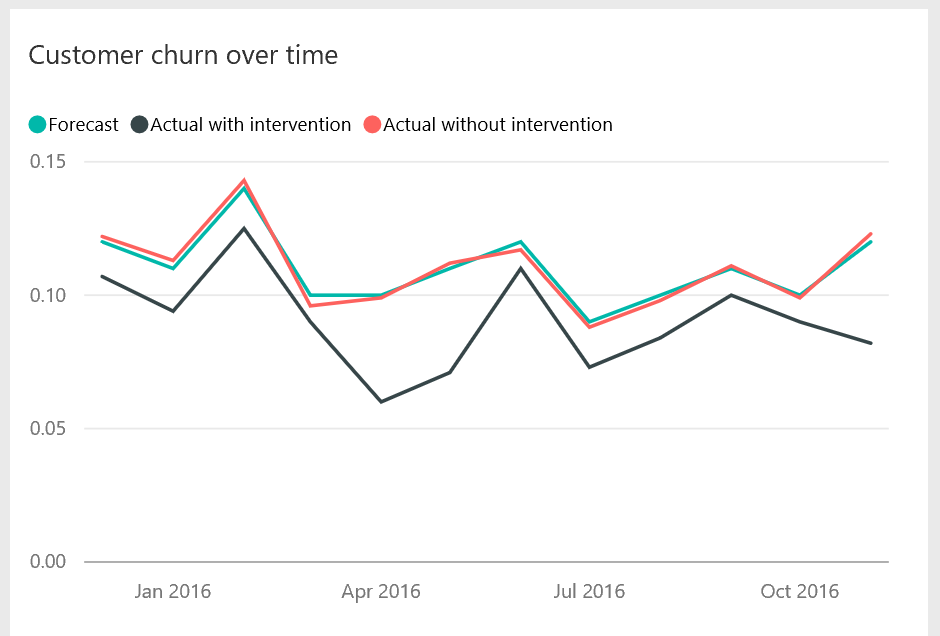 Customer churn over time
Forecast Actual with intervention Actual without intervention
0.15
0.10
0.05
0.00
Jan 2016 Apr 2016 Jul 2016 Oct 2016